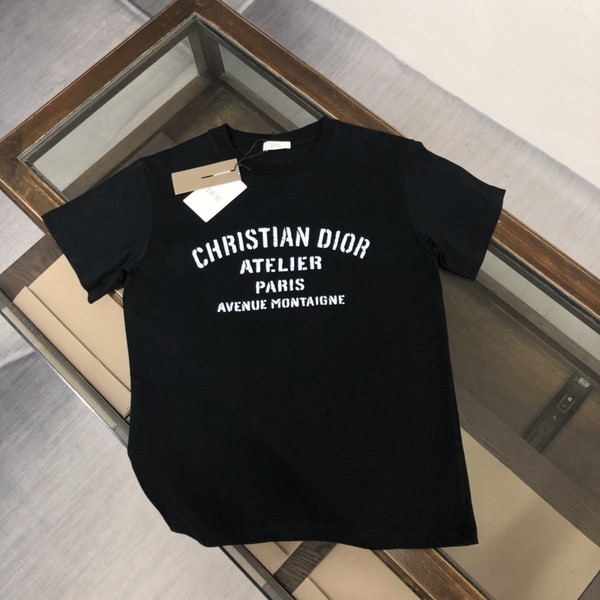 CHRISTIAN DIOR
ATELIER
PARIS
AVENUE MONTAIGNE